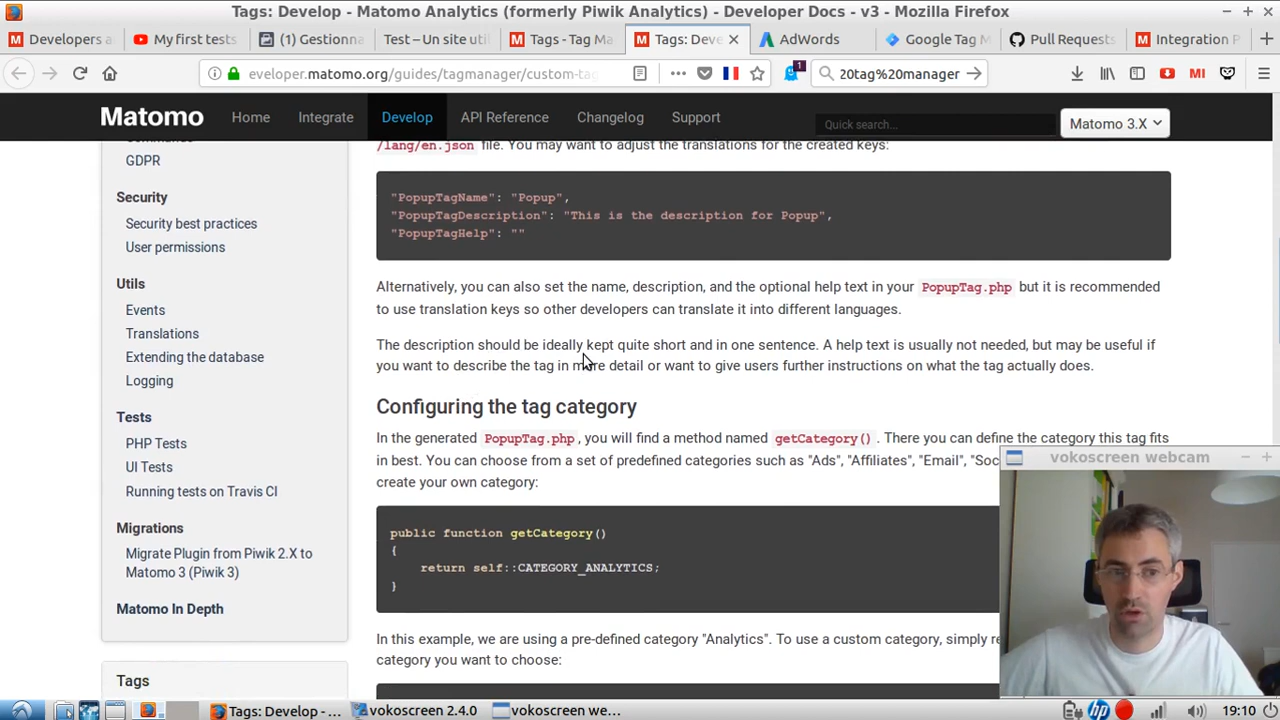 Tags: Develop - Matomo Analytics (formerly Piwik Analytics) - Developer Docs - v3 - Mozilla Firefox
Developers a
My first tests
(1) Gestionna
Test – Un site uti
Tags - Tag Ma
Tags: Deve
AdWords
Google Tag M
Pull Requests
Integration P
eveloper.matomo.org/guides/tagmanager/custom-tag
1
20tag%20manager
MI
Matomo
Home
Integrate
Develop
API Reference
Changelog
Support
Quick search...
Matomo 3.X
GDPR
Security
Security best practices
User permissions
Utils
Events
Translations
Extending the database
Logging
Tests
PHP Tests
UI Tests
Running tests on Travis CI
Migrations
Migrate Plugin from Piwik 2.X to
Matomo 3 (Piwik 3)
Matomo In Depth
Tags
/lang/en.json file. You may want to adjust the translations for the created keys:
"PopupTagName": "Popup",
"PopupTagDescription": "This is the description for Popup",
"PopupTagHelp": ""
Alternatively, you can also set the name, description, and the optional help text in your PopupTag.php but it is recommended
to use translation keys so other developers can translate it into different languages.
The description should be ideally kept quite short and in one sentence. A help text is usually not needed, but may be useful if
you want to describe the tag in more detail or want to give users further instructions on what the tag actually does.
Configuring the tag category
In the generated PopupTag.php, you will find a method named getCategory(). There you can define the category this tag fits
in best. You can choose from a set of predefined categories such as "Ads", "Affiliates", "Email", "Soc
create your own category:
public function getCategory()
{
return self::CATEGORY_ANALYTICS;
}
In this example, we are using a pre-defined category "Analytics". To use a custom category, simply re
category you want to choose:
vokoscreen webcam
Tags: Develop - ...
vokoscreen 2.4.0
vokoscreen we...
hp
19:10